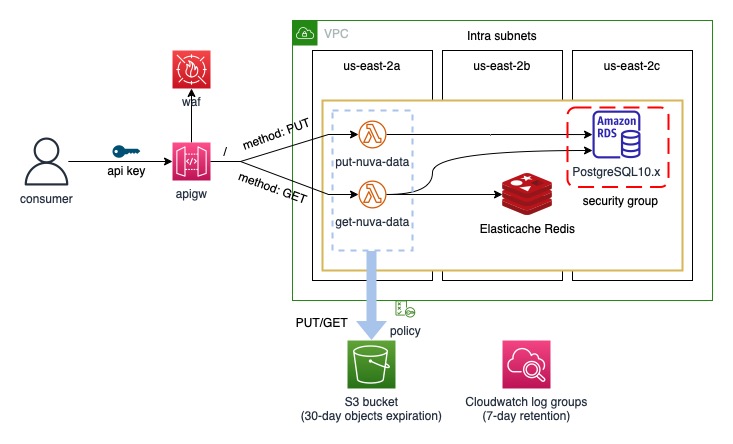 VPC
Intra subnets
us-east-2a
us-east-2b
us-east-2c
waf
consumer
api key
apigw
/
method: PUT
method: GET
put-nuva-data
get-nuva-data
Elasticache Redis
Amazon
RDS
PostgreSQL10.x
security group
PUT/GET
policy
S3 bucket
(30-day objects expiration)
Cloudwatch log groups
(7-day retention)